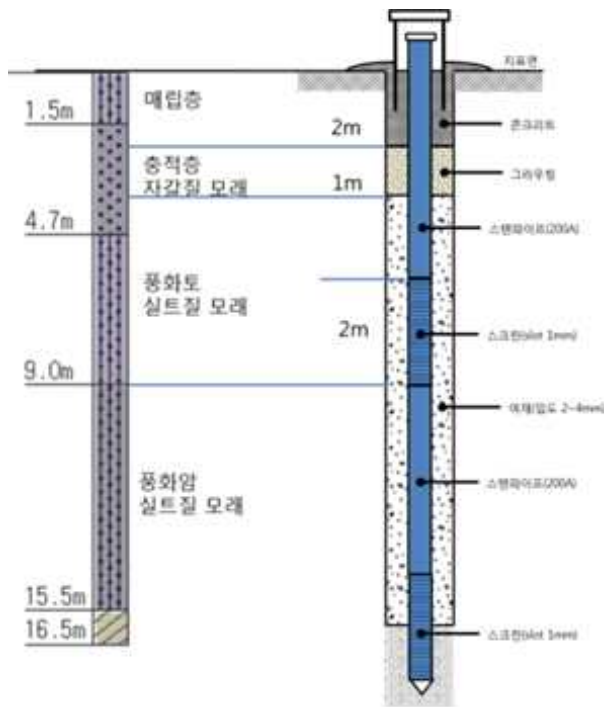 지표면
매립층
1.5m
2m
콘크리트
충적층
자갈질 모래
1m
그라우팅
4.7m
스텐파이프(200A)
풍화토
실트질 모래
2m
스크린(slot 1mm)
9.0m
여재(입도 2~4mm)
풍화암
실트질 모래
스텐파이프(200A)
15.5m
16.5m
스크린(slot 1mm)